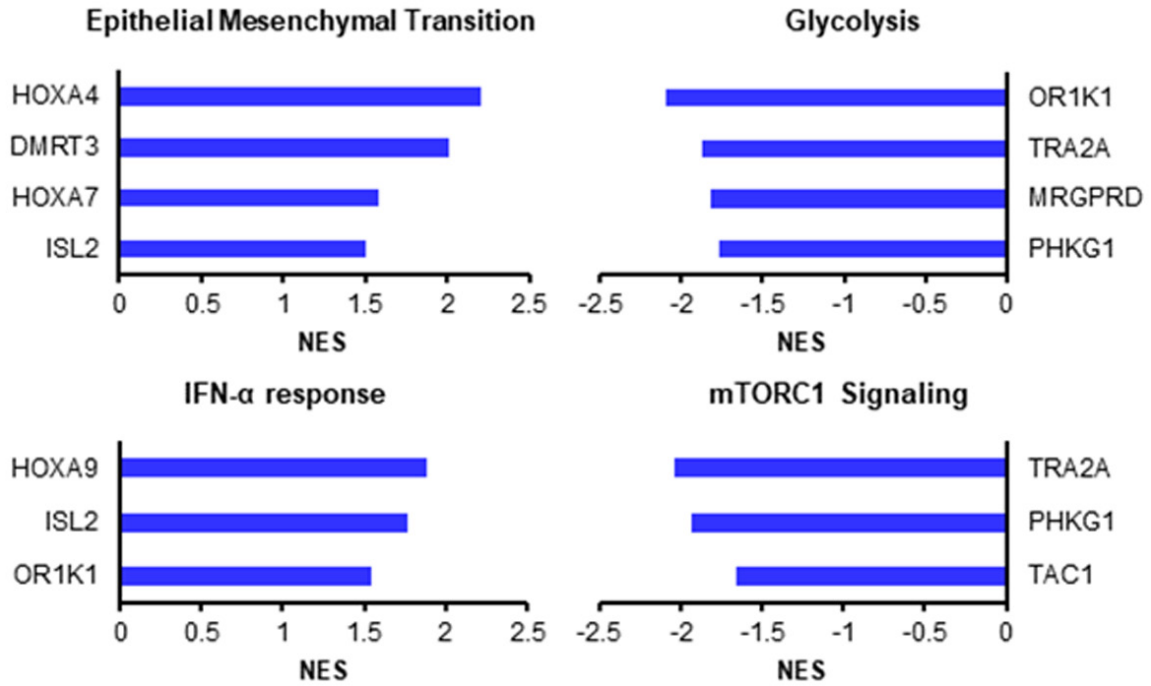 Epithelial Mesenchymal Transition
HOXA4
DMRT3
HOXA7
ISL2
0 0.5 1 1.5 2 2.5
NES
Glycolysis
OR1K1
TRA2A
MRGPRD
PHKG1
-2.5 -2 -1.5 -1 -0.5 0
NES
IFN-α response
HOXA9
ISL2
OR1K1
0 0.5 1 1.5 2 2.5
NES
mTORC1 Signaling
TRA2A
PHKG1
TAC1
-2.5 -2 -1.5 -1 -0.5 0
NES